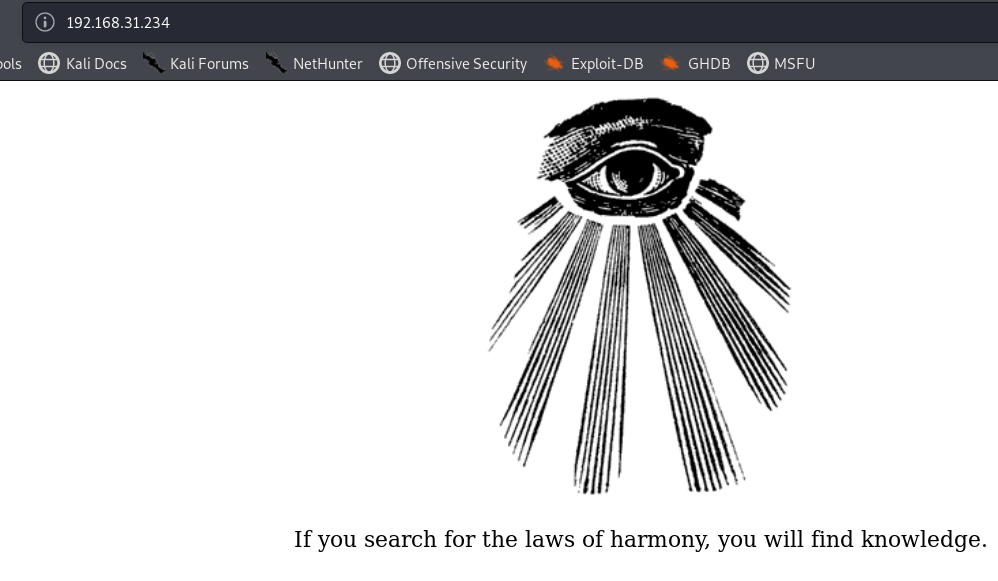 192.168.31.234
ools Kali Docs Kali Forums NetHunter Offensive Security Exploit-DB GHDB MSFU
If you search for the laws of harmony, you will find knowledge.